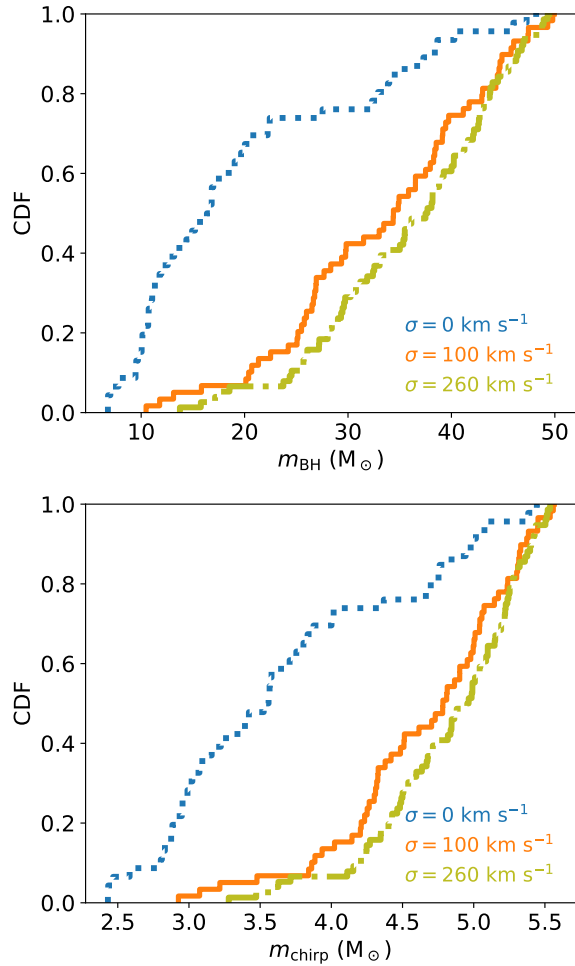 1.0
0.8
0.6
0.4
0.2
0.0
CDF
σ = 0 km s⁻¹
σ = 100 km s⁻¹
σ = 260 km s⁻¹
10 20 30 40 50
m_BH (M_⊙)
1.0
0.8
0.6
0.4
0.2
0.0
CDF
σ = 0 km s⁻¹
σ = 100 km s⁻¹
σ = 260 km s⁻¹
2.5 3.0 3.5 4.0 4.5 5.0 5.5
m_chirp (M_⊙)